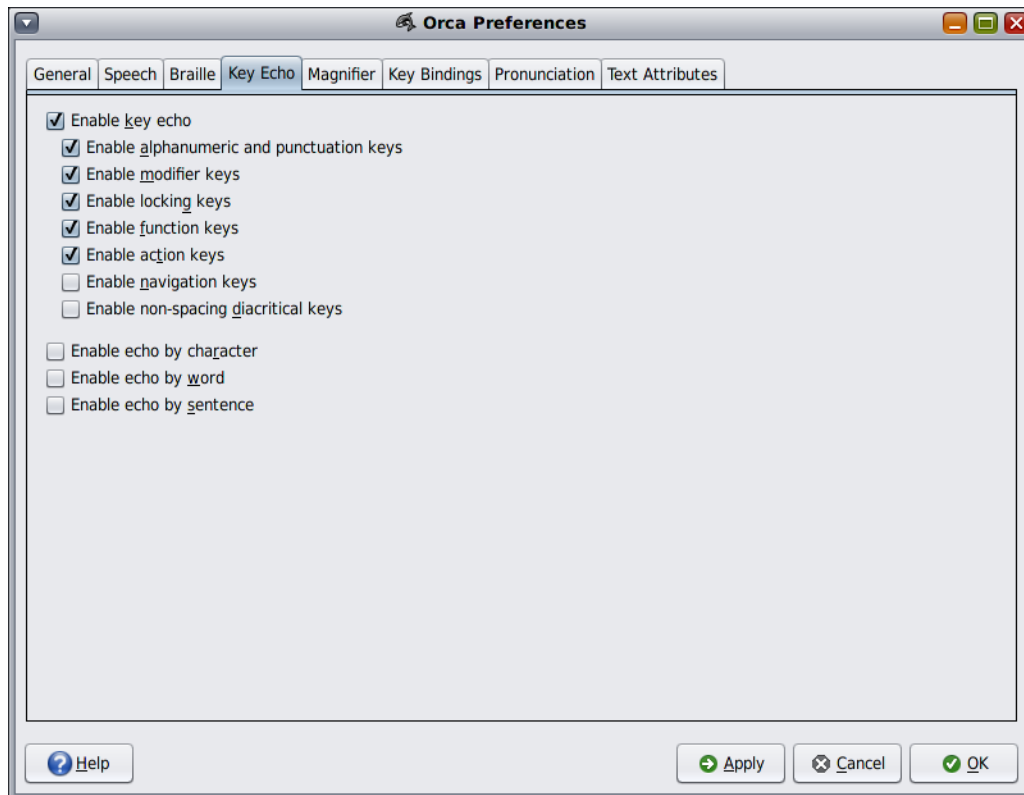 Orca Preferences
General Speech Braille Key Echo Magnifier Key Bindings Pronunciation Text Attributes
Enable key echo
Enable alphanumeric and punctuation keys
Enable modifier keys
Enable locking keys
Enable function keys
Enable action keys
Enable navigation keys
Enable non-spacing diacritical keys
Enable echo by character
Enable echo by word
Enable echo by sentence
Help Apply Cancel OK